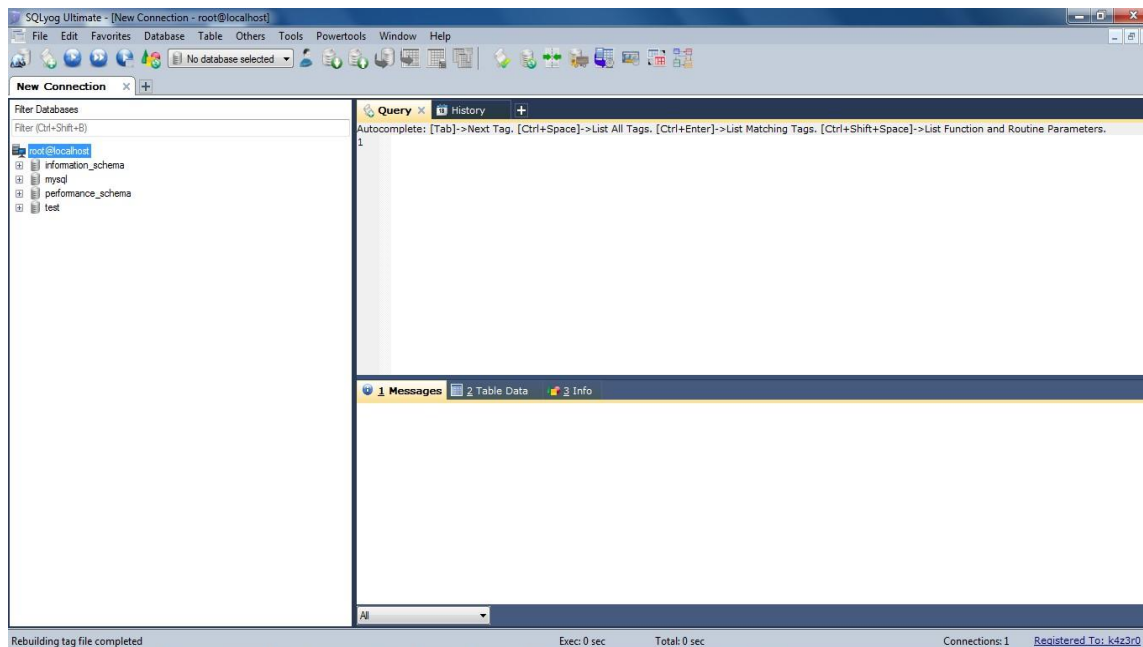 SQLyog Ultimate - [New Connection - root@localhost]
File Edit Favorites Database Table Others Tools Powertools Window Help
No database selected
New Connection
Filter Databases
Filter (Ctrl+Shift+B)
root@localhost
information_schema
mysql
performance_schema
test
Query History
Autocomplete: [Tab]->Next Tag. [Ctrl+Space]->List All Tags. [Ctrl+Enter]->List Matching Tags. [Ctrl+Shift+Space]->List Function and Routine Parameters.
1
1 Messages 2 Table Data 3 Info
All
Rebuilding tag file completed Exec: 0 sec Total: 0 sec Connections: 1 Registered To: k4z3r0